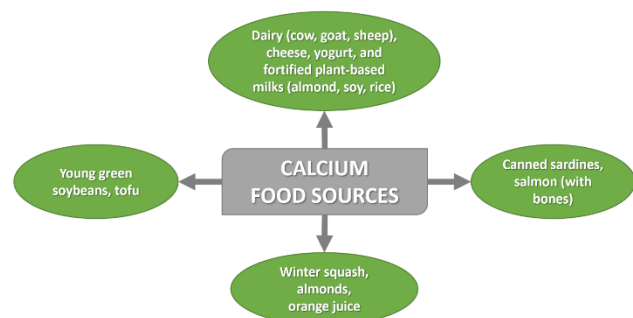 Dairy (cow, goat, sheep),
cheese, yogurt, and
fortified plant-based
milks (almond, soy, rice)
Young green
soybeans, tofu
CALCIUM
FOOD SOURCES
Canned sardines,
salmon (with
bones)
Winter squash,
almonds,
orange juice